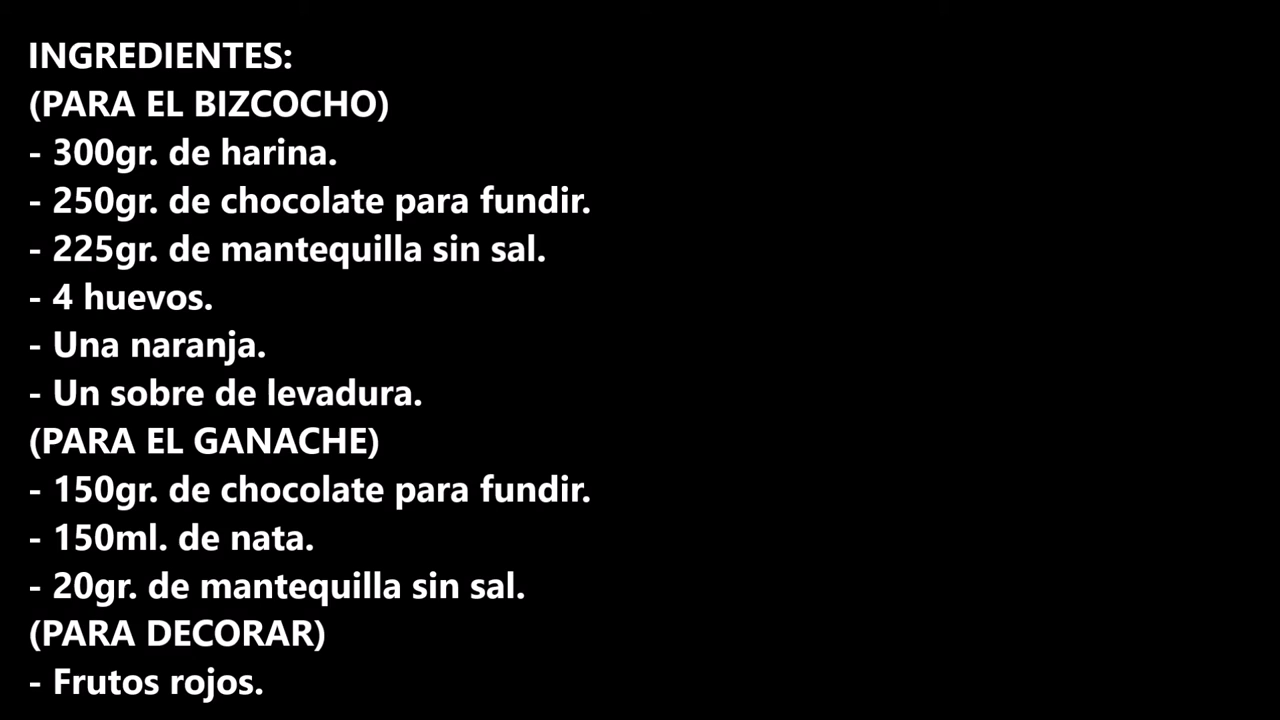 INGREDIENTES:
(PARA EL BIZCOCHO)
- 300gr. de harina.
- 250gr. de chocolate para fundir.
- 225gr. de mantequilla sin sal.
- 4 huevos.
- Una naranja.
- Un sobre de levadura.
(PARA EL GANACHE)
- 150gr. de chocolate para fundir.
- 150ml. de nata.
- 20gr. de mantequilla sin sal.
(PARA DECORAR)
- Frutos rojos.